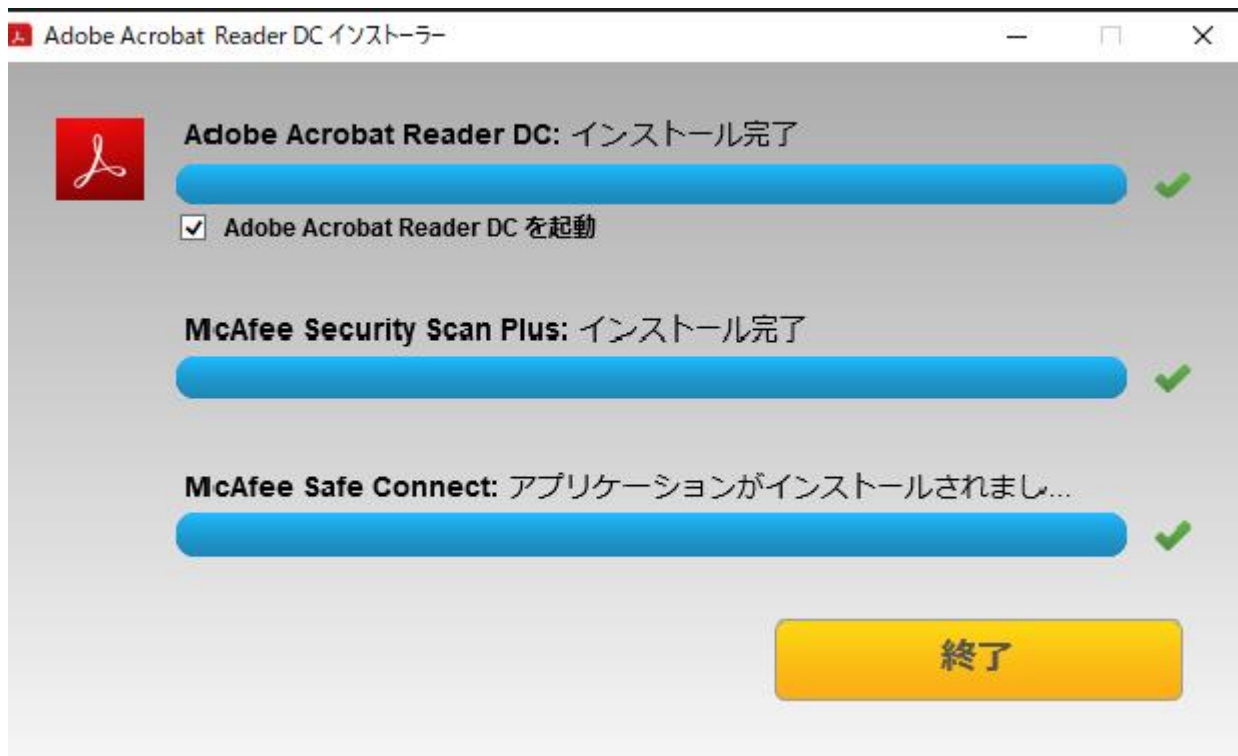 Adobe Acrobat Reader DC インストーラー
Adobe Acrobat Reader DC: インストール完了
Adobe Acrobat Reader DC を起動
McAfee Security Scan Plus: インストール完了
McAfee Safe Connect: アプリケーションがインストールされまし...
終了